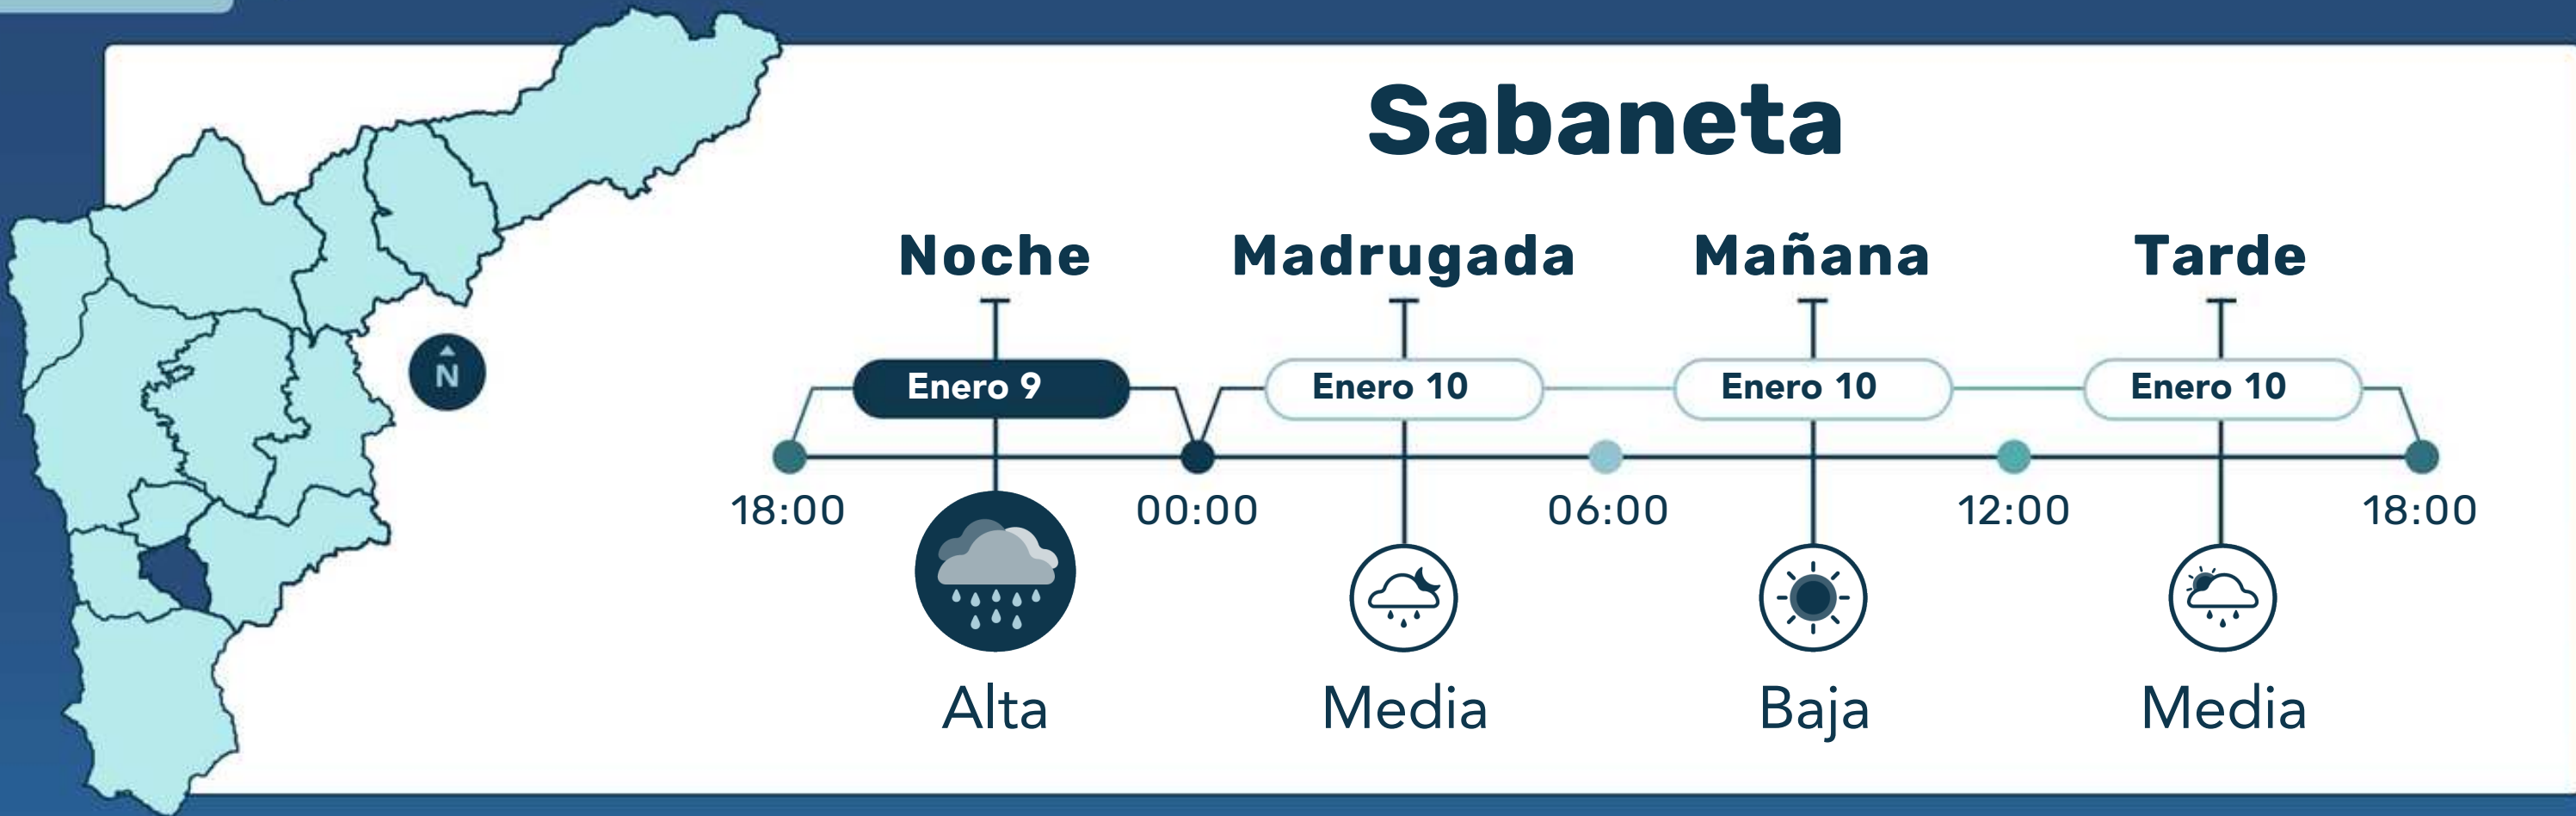 Sabaneta
Noche Madrugada Mañana Tarde
Enero 9 Enero 10 Enero 10 Enero 10
N
18:00 00:00 06:00 12:00 18:00
Alta Media Baja Media